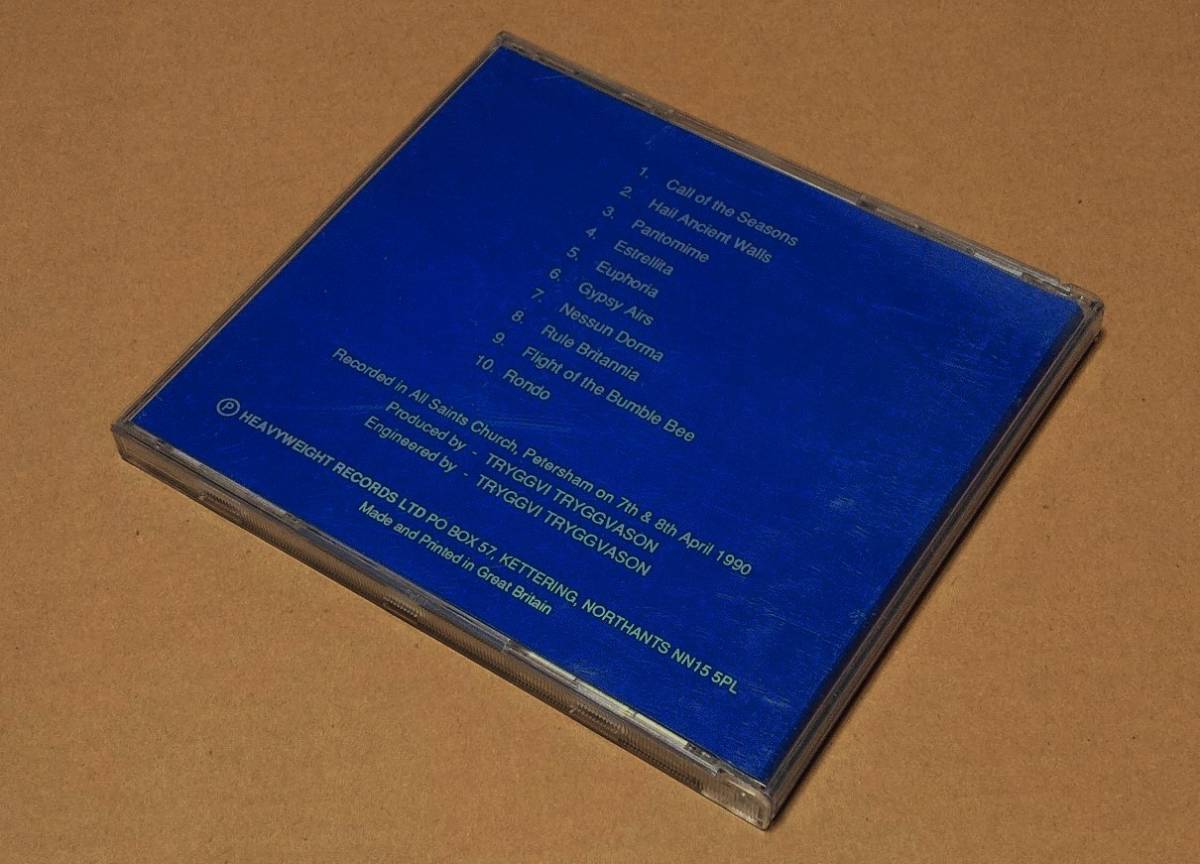 1. Call of the Seasons
2. Hail Ancient Walls
3. Pantomime
4. Estrellita
5. Euphoria
6. Gypsy Airs
7. Nessun Dorma
8. Rule Britannia
9. Flight of the Bumble Bee
10. Rondo
Recorded in All Saints Church, Petersham on 7th & 8th April 1990
Produced by - TRYGGVI TRYGGVASON
Engineered by - TRYGGVI TRYGGVASON
Ⓟ HEAVYWEIGHT RECORDS LTD PO BOX 57, KETTERING, NORTHANTS NN15 5PL
Made and Printed in Great Britain